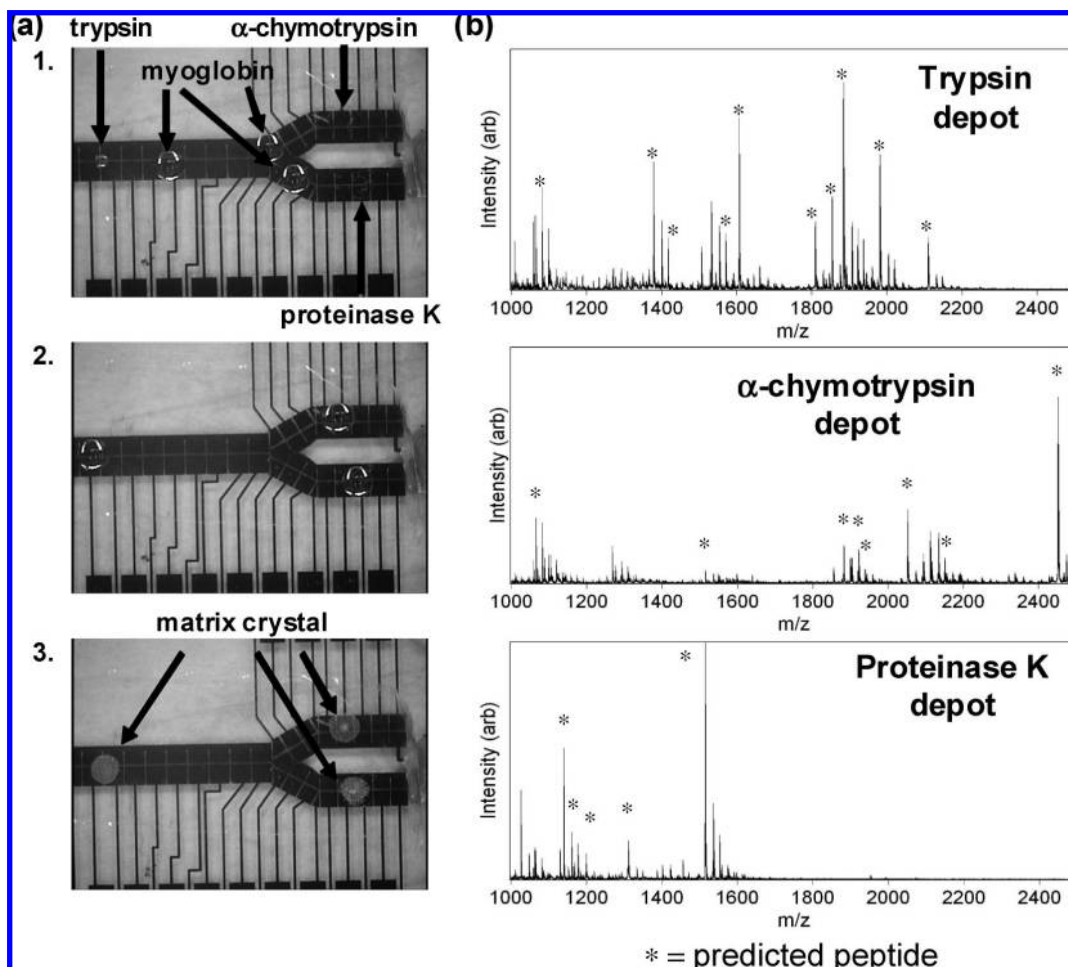 (a)
trypsin
α-chymotrypsin
1.
myoglobin
proteinase K
2.
matrix crystal
3.
(b)
Trypsin
depot
Intensity (arb)
1000 1200 1400 1600 1800 2000 2200 2400
m/z
* * * * * * * * * * *
α-chymotrypsin
depot
Intensity (arb)
1000 1200 1400 1600 1800 2000 2200 2400
m/z
* * * * * * * *
Proteinase K
depot
Intensity (arb)
1000 1200 1400 1600 1800 2000 2200 2400
m/z
* * * * *
* = predicted peptide